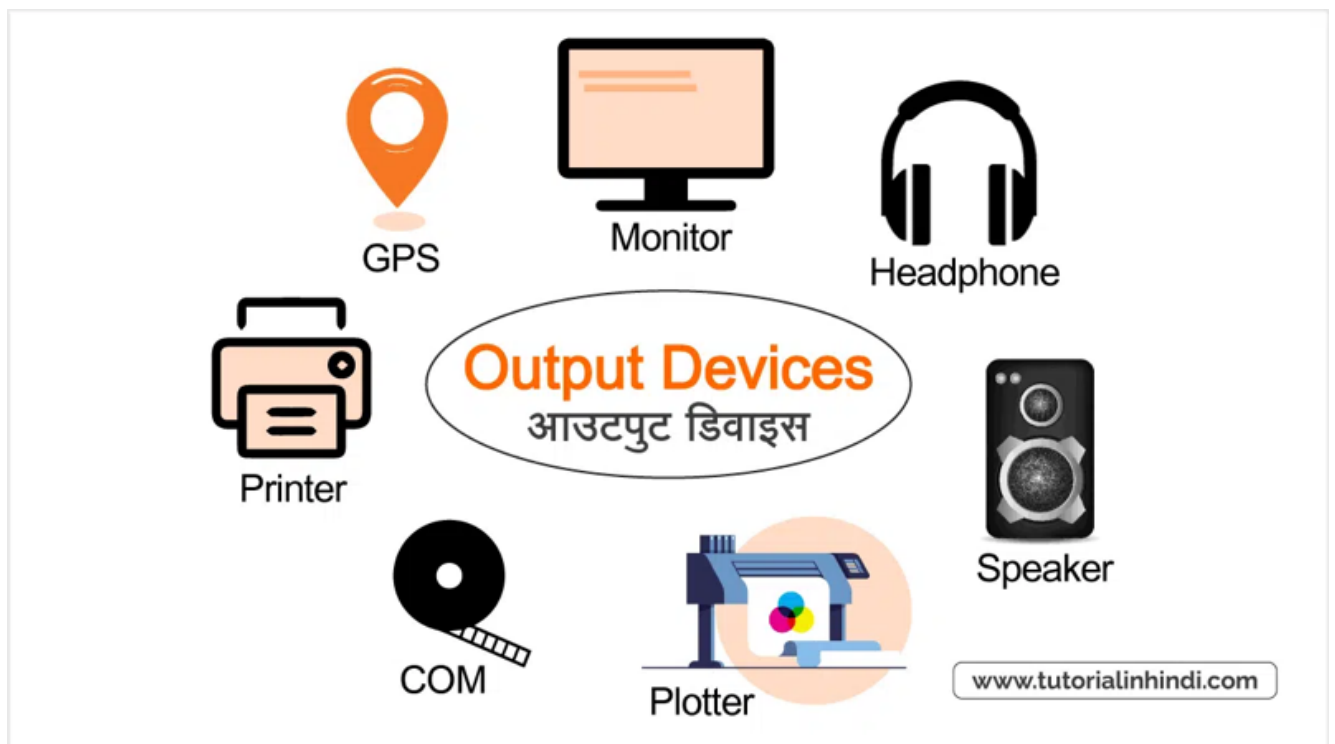 Monitor
GPS
Headphone
Output Devices
आउटपुट डिवाइस
Printer
Speaker
COM
Plotter
www.tutorialinhindi.com